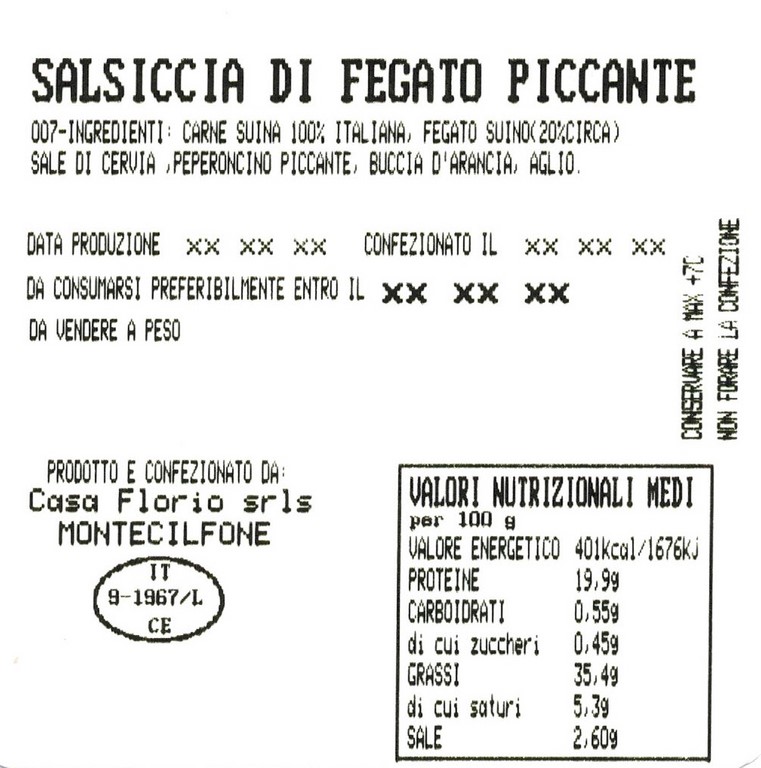 SALSICCIA DI FEGATO PICCANTE
007-INGREDIENTI: CARNE SUINA 100% ITALIANA, FEGATO SUINO(20%CIRCA)
SALE DI CERVIA ,PEPERONCINO PICCANTE, BUCCIA D'ARANCIA, AGLIO.
DATA PRODUZIONE xx xx xx CONFEZIONATO IL xx xx xx
DA CONSUMARSI PREFERIBILMENTE ENTRO IL xx xx xx
DA VENDERE A PESO
CONSERVARE A MAX +7C
NON FORARE LA CONFEZIONE
PRODOTTO E CONFEZIONATO DA:
Casa Florio srls
MONTECILFONE
IT
9-1967/L
CE
VALORI NUTRIZIONALI MEDI
per 100 g
VALORE ENERGETICO 401kcal/1676kJ
PROTEINE 19,9g
CARBOIDRATI 0,55g
di cui zuccheri 0,45g
GRASSI 35,4g
di cui saturi 5,3g
SALE 2,60g